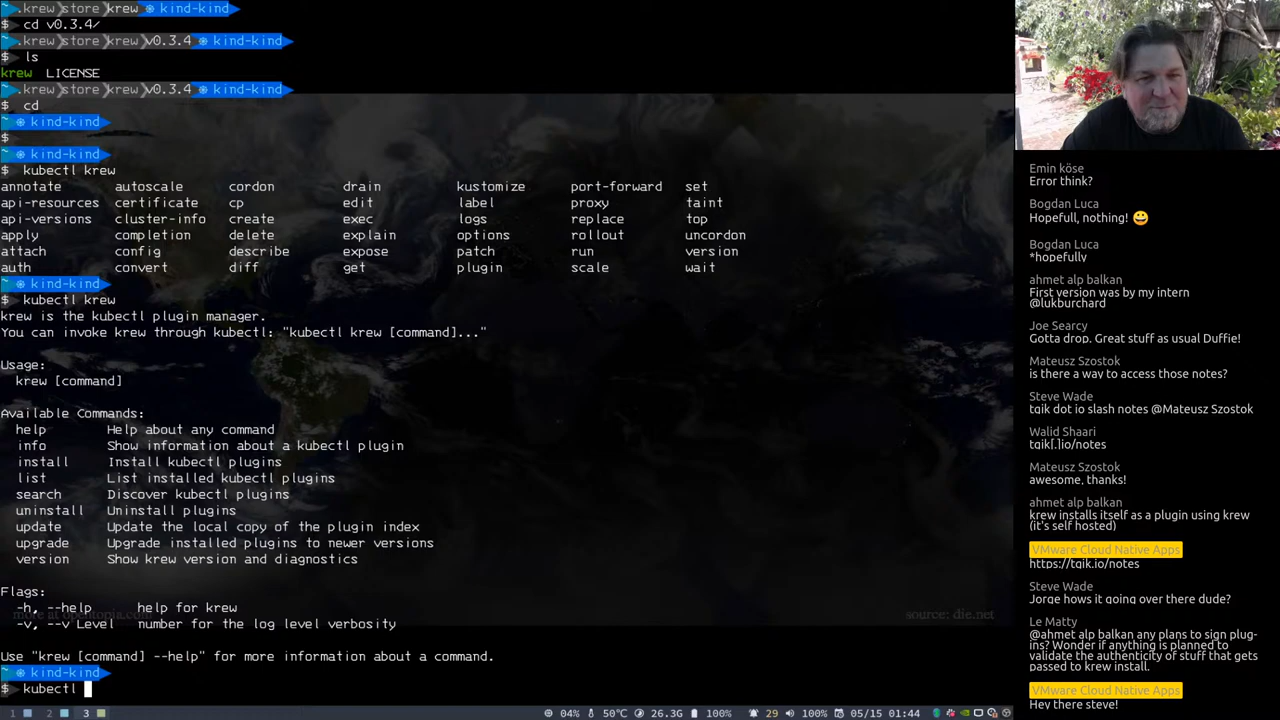 ~ .krew store krew ⎈ kind-kind
$ cd v0.3.4/
~ .krew store krew v0.3.4 ⎈ kind-kind
$ ls
krew LICENSE
~ .krew store krew v0.3.4 ⎈ kind-kind
$ cd
~ ⎈ kind-kind
$
~ ⎈ kind-kind
$ kubectl krew
annotate autoscale cordon drain kustomize port-forward set
api-resources certificate cp edit label proxy taint
api-versions cluster-info create exec logs replace top
apply completion delete explain options rollout uncordon
attach config describe expose patch run version
auth convert diff get plugin scale wait
~ ⎈ kind-kind
$ kubectl krew
krew is the kubectl plugin manager.
You can invoke krew through kubectl: "kubectl krew [command]..."
Usage:
krew [command]
Available Commands:
help Help about any command
info Show information about a kubectl plugin
install Install kubectl plugins
list List installed kubectl plugins
search Discover kubectl plugins
uninstall Uninstall plugins
update Update the local copy of the plugin index
upgrade Upgrade installed plugins to newer versions
version Show krew version and diagnostics
Flags:
-h, --help help for krew
-v, --v Level number for the log level verbosity
more at opentopia.com
source: die.net
Use "krew [command] --help" for more information about a command.
~ ⎈ kind-kind
$ kubectl
1 2 3
04% 50°C 26.3G 100% 29 100% 05/15 01:44
Emin köse
Error think?
Bogdan Luca
Hopefull, nothing! 😀
Bogdan Luca
*hopefully
ahmet alp balkan
First version was by my intern
@lukburchard
Joe Searcy
Gotta drop. Great stuff as usual Duffie!
Mateusz Szostok
is there a way to access those notes?
Steve Wade
tgik dot io slash notes @Mateusz Szostok
Walid Shaari
tgik[.]io/notes
Mateusz Szostok
awesome, thanks!
ahmet alp balkan
krew installs itself as a plugin using krew
(it's self hosted)
VMware Cloud Native Apps
https://tgik.io/notes
Steve Wade
Jorge hows it going over there dude?
Le Matty
@ahmet alp balkan any plans to sign plug-
ins? Wonder if anything is planned to
validate the authenticity of stuff that gets
passed to krew install.
VMware Cloud Native Apps
Hey there steve!